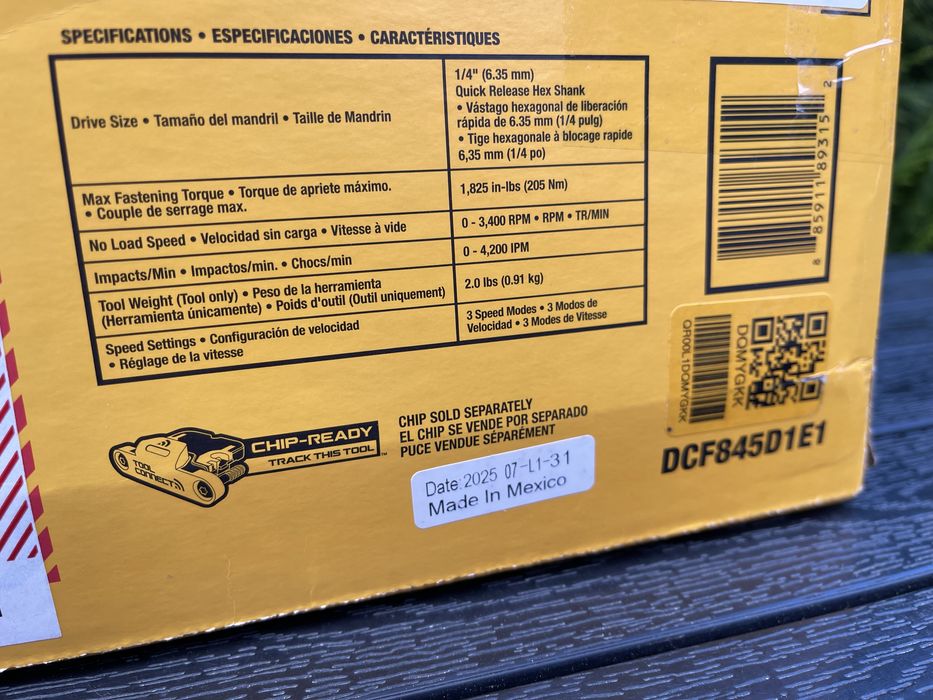 SPECIFICATIONS • ESPECIFICACIONES • CARACTÉRISTIQUES
Drive Size • Tamaño del mandril • Taille de Mandrin
1/4" (6.35 mm)
Quick Release Hex Shank
• Vástago hexagonal de liberación
rápida de 6.35 mm (1/4 pulg)
• Tige hexagonale à blocage rapide
6,35 mm (1/4 po)
Max Fastening Torque • Torque de apriete máximo.
• Couple de serrage max.
1,825 in-lbs (205 Nm)
No Load Speed • Velocidad sin carga • Vitesse à vide
0 - 3,400 RPM • RPM • TR/MIN
Impacts/Min • Impactos/min. • Chocs/min
0 - 4,200 IPM
Tool Weight (Tool only) • Peso de la herramienta
(Herramienta únicamente) • Poids d'outil (Outil uniquement)
2.0 lbs (0.91 kg)
Speed Settings • Configuración de velocidad
• Réglage de la vitesse
3 Speed Modes • 3 Modos de
Velocidad • 3 Modes de Vitesse
8 85911 89315 2
QR00L1DOMYGKK
DOMYGKK
DCF845D1E1
TOOL
CONNECT
CHIP-READY
TRACK THIS TOOL™
CHIP SOLD SEPARATELY
EL CHIP SE VENDE POR SEPARADO
PUCE VENDUE SÉPARÉMENT
Date:2025 07-L1-31
Made In Mexico